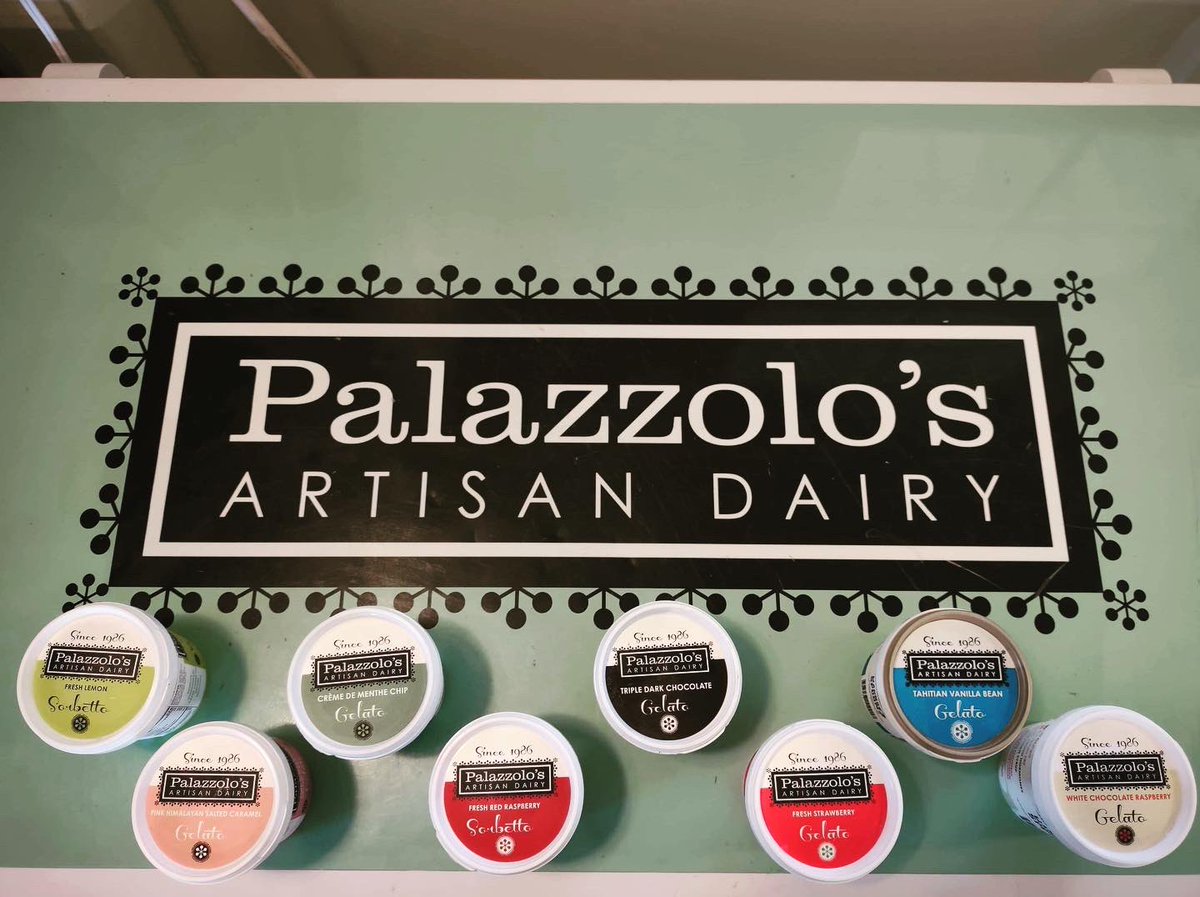 Palazzolo's
ARTISAN DAIRY
Since 1926
Palazzolo's
ARTISAN DAIRY
FRESH LEMON
Sorbetto
Since 1926
Palazzolo's
ARTISAN DAIRY
CRÈME DE MENTHE CHIP
Gelato
Since 1926
Palazzolo's
ARTISAN DAIRY
TRIPLE DARK CHOCOLATE
Gelato
Since 1926
Palazzolo's
ARTISAN DAIRY
TAHITIAN VANILLA BEAN
Gelato
Since 1926
Palazzolo's
ARTISAN DAIRY
PINK HIMALAYAN SALTED CARAMEL
Gelato
Since 1926
Palazzolo's
ARTISAN DAIRY
FRESH RED RASPBERRY
Sorbetto
Since 1926
Palazzolo's
ARTISAN DAIRY
FRESH STRAWBERRY
Gelato
Since 1926
Palazzolo's
ARTISAN DAIRY
WHITE CHOCOLATE RASPBERRY
Gelato